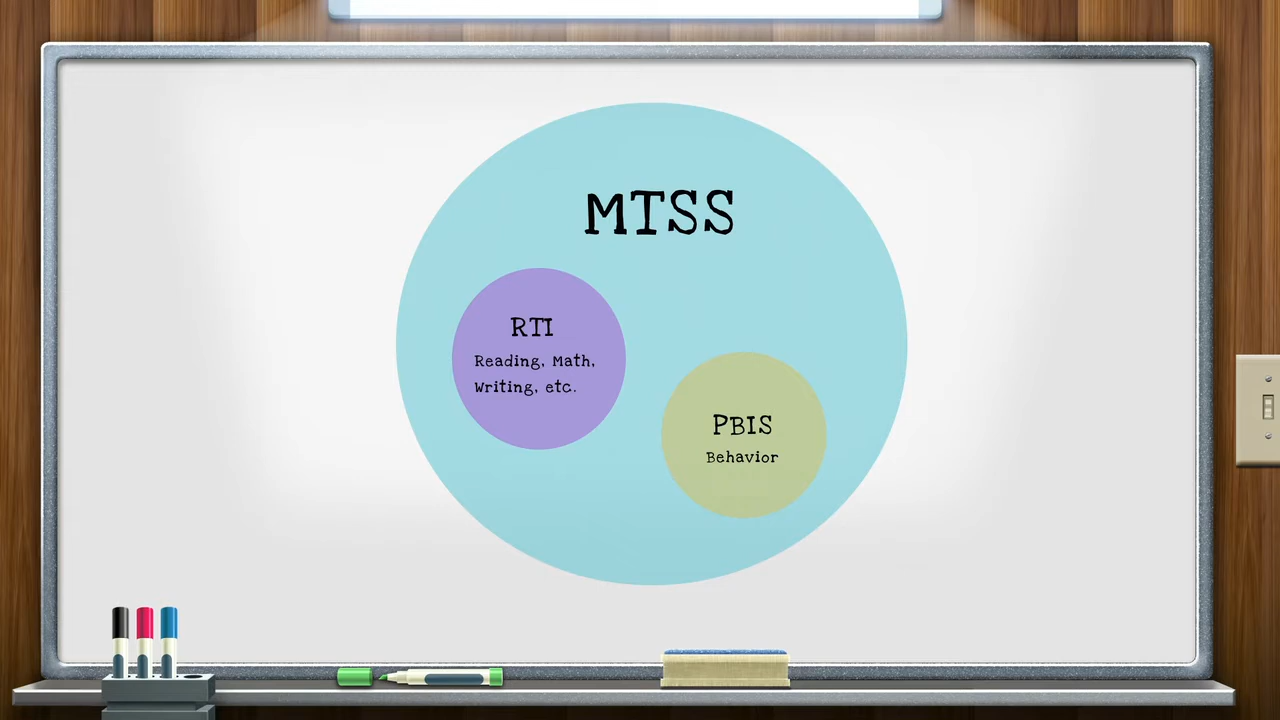 MTSS
RTI
Reading, Math,
Writing, etc.
PBIS
Behavior